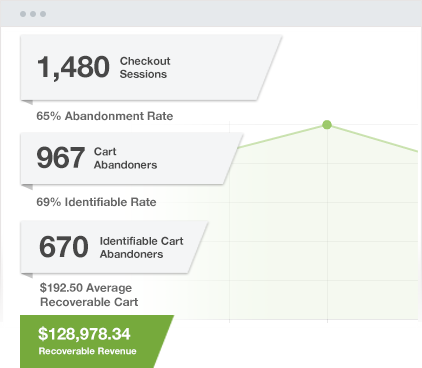 1,480 Checkout
Sessions
65% Abandonment Rate
967 Cart
Abandoners
69% Identifiable Rate
670 Identifiable Cart
Abandoners
$192.50 Average
Recoverable Cart
$128,978.34
Recoverable Revenue